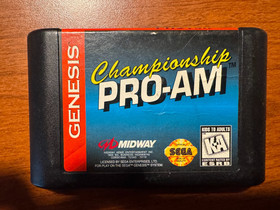 GENESIS
Championship
PRO-AM
™
MIDWAY
LICENSED BY SEGA ENTERPRISES, LTD.
FOR PLAY ON THE SEGA GENESIS SYSTEM.
SEGA
KIDS TO ADULTS
K-A
ESRB